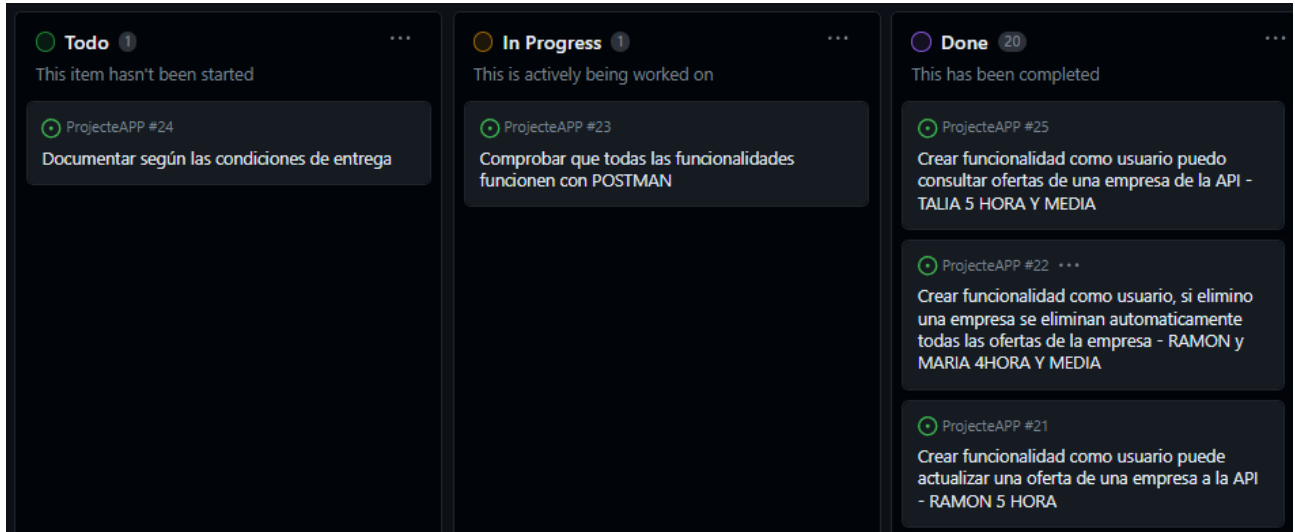 Todo 1
This item hasn't been started
ProjecteAPP #24
Documentar según las condiciones de entrega
In Progress 1
This is actively being worked on
ProjecteAPP #23
Comprobar que todas las funcionalidades
funcionen con POSTMAN
Done 20
This has been completed
ProjecteAPP #25
Crear funcionalidad como usuario puedo
consultar ofertas de una empresa de la API -
TALIA 5 HORA Y MEDIA
ProjecteAPP #22
Crear funcionalidad como usuario, si elimino
una empresa se eliminan automaticamente
todas las ofertas de la empresa - RAMON y
MARIA 4HORA Y MEDIA
ProjecteAPP #21
Crear funcionalidad como usuario puede
actualizar una oferta de una empresa a la API
- RAMON 5 HORA